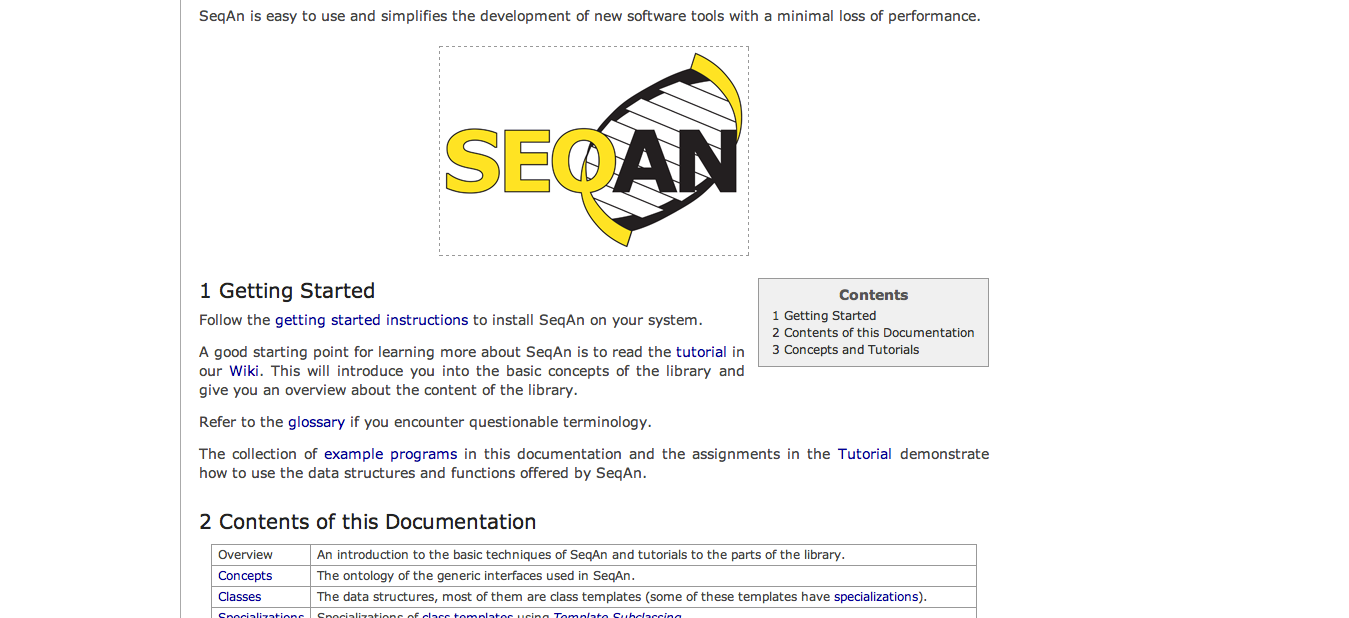 SeqAn is easy to use and simplifies the development of new software tools with a minimal loss of performance.
SEQAN
1 Getting Started
Follow the getting started instructions to install SeqAn on your system.
A good starting point for learning more about SeqAn is to read the tutorial in
our Wiki. This will introduce you into the basic concepts of the library and
give you an overview about the content of the library.
Contents
1 Getting Started
2 Contents of this Documentation
3 Concepts and Tutorials
Refer to the glossary if you encounter questionable terminology.
The collection of example programs in this documentation and the assignments in the Tutorial demonstrate
how to use the data structures and functions offered by SeqAn.
2 Contents of this Documentation
Overview An introduction to the basic techniques of SeqAn and tutorials to the parts of the library.
Concepts The ontology of the generic interfaces used in SeqAn.
Classes The data structures, most of them are class templates (some of these templates have specializations).
Specializations Specializations of class templates using Template Subclassing.